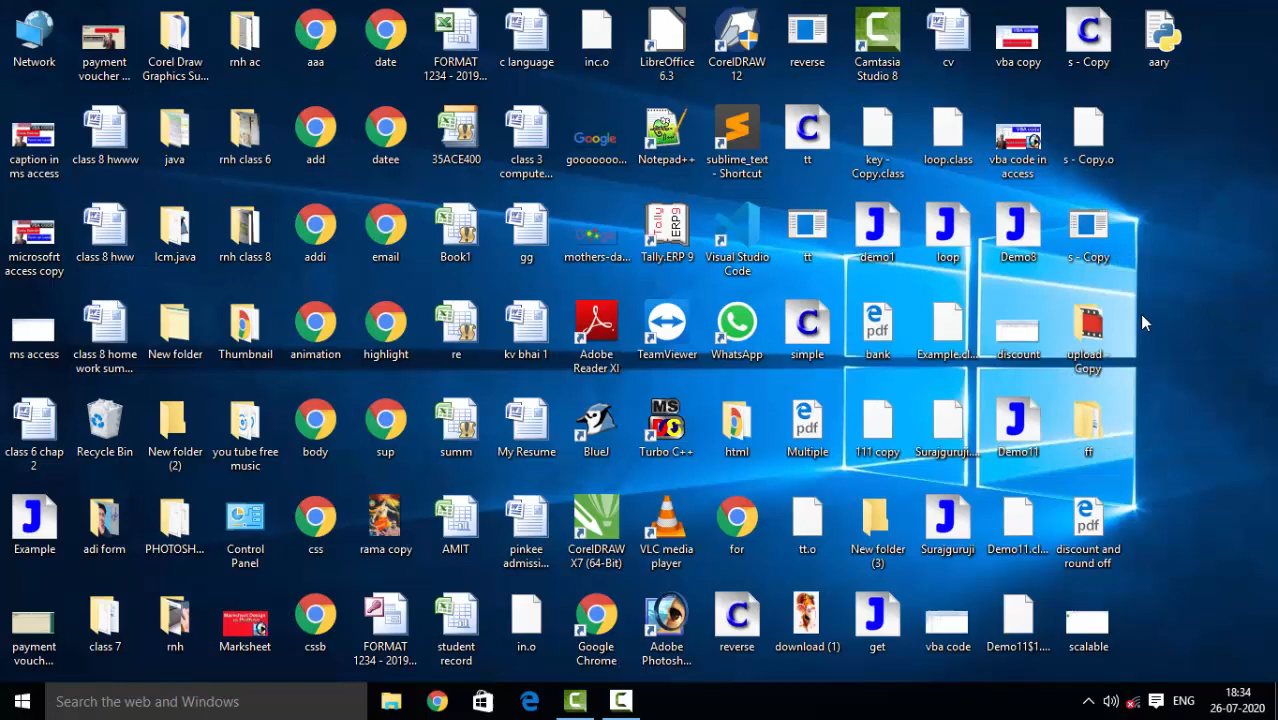 Network
payment
voucher ...
Corel Draw
Graphics Su...
rnh ac
aaa
date
FORMAT
1234 - 2019...
c language
inc.o
LibreOffice
6.3
CorelDRAW
12
reverse
Camtasia
Studio 8
cv
vba copy
s - Copy
aary
caption in
ms access
class 8 hwww
java
rnh class 6
add
datee
35ACE400
class 3
compute...
Google
gooooooo...
Notepad++
sublime_text
- Shortcut
tt
key -
Copy.class
loop.class
vba code in
access
s - Copy.o
microsofrt
access copy
class 8 hww
lcm.java
rnh class 8
addi
email
Book1
gg
mothers-da...
Tally.ERP 9
Visual Studio
Code
tt
demo1
loop
Demo8
s - Copy
ms access
class 8 home
work sum...
New folder
Thumbnail
animation
highlight
re
kv bhai 1
Adobe
Reader XI
TeamViewer
WhatsApp
simple
pdf
bank
Example.cl...
discount
upload -
Copy
class 6 chap
2
Recycle Bin
New folder
(2)
you tube free
music
body
sup
summ
My Resume
BlueJ
MS
Turbo C++
html
pdf
Multiple
111 copy
Surajguruji....
Demo11
ff
Example
adi form
PHOTOSH...
Control
Panel
css
rama copy
AMIT
pinkee
admissi...
CorelDRAW
X7 (64-Bit)
VLC media
player
for
tt.o
New folder
(3)
Surajguruji
Demo11.cl...
pdf
discount and
round off
payment
vouch...
class 7
rnh
Marksheet
cssb
FORMAT
1234 - 2019...
student
record
in.o
Google
Chrome
Adobe
Photosh...
reverse
download (1)
get
vba code
Demo11$1....
scalable
Search the web and Windows
ENG
18:34
26-07-2020